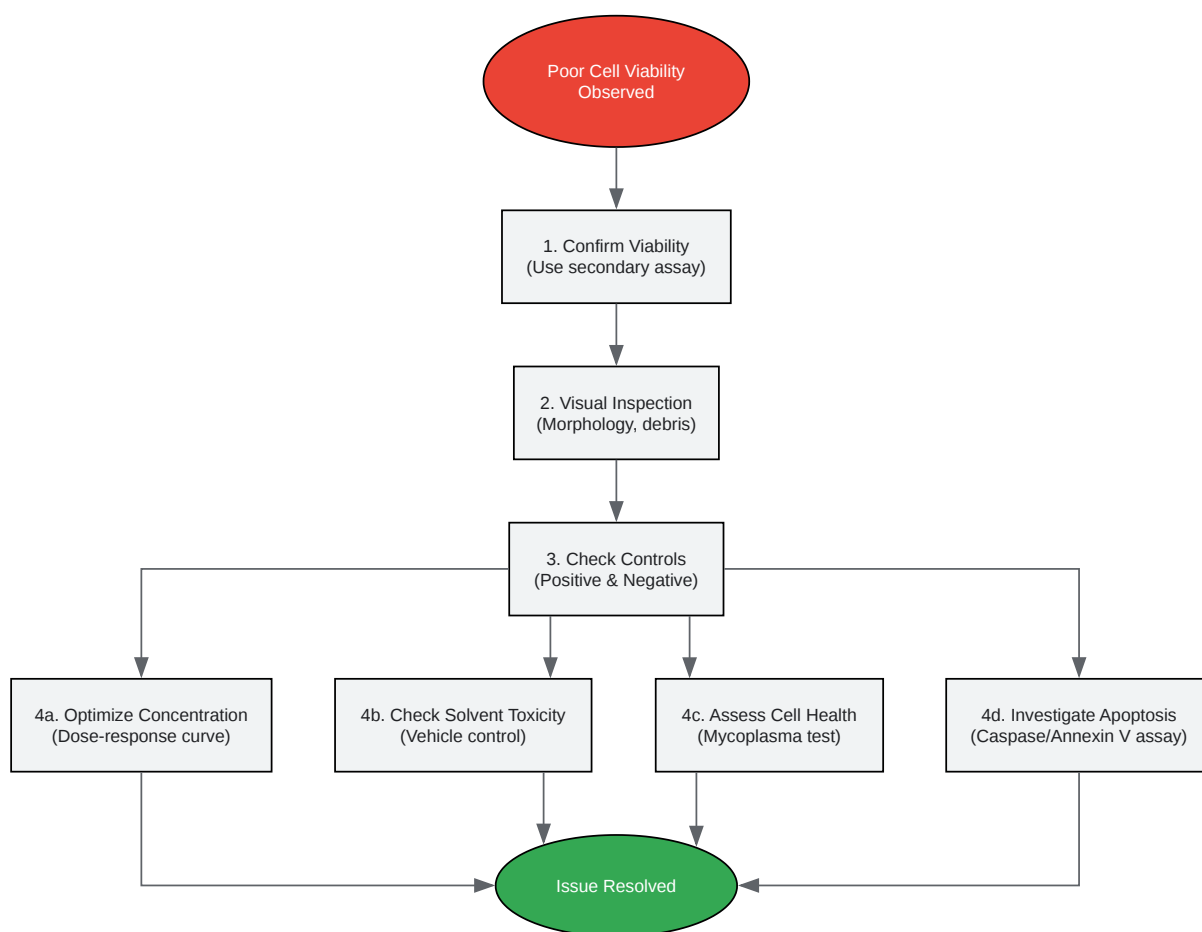 Poor Cell Viability
Observed
1. Confirm Viability
(Use secondary assay)
2. Visual Inspection
(Morphology, debris)
3. Check Controls
(Positive & Negative)
4a. Optimize Concentration
(Dose-response curve)
4b. Check Solvent Toxicity
(Vehicle control)
4c. Assess Cell Health
(Mycoplasma test)
4d. Investigate Apoptosis
(Caspase/Annexin V assay)
Issue Resolved